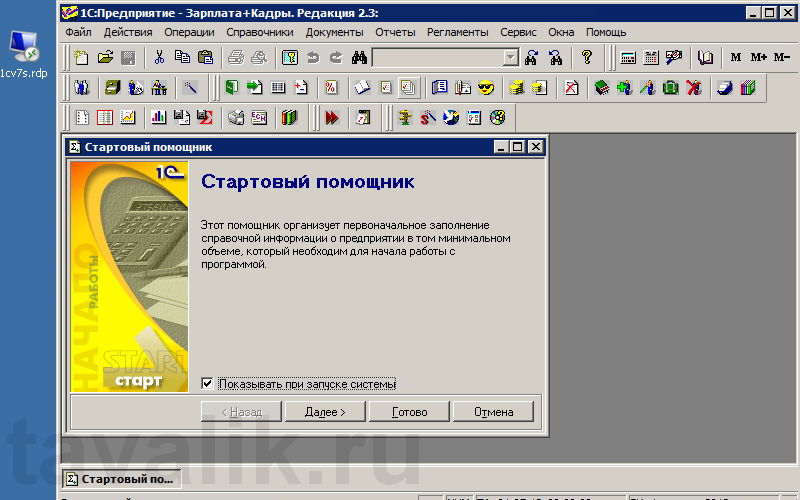 1С:Предприятие - Зарплата+Кадры. Редакция 2.3:
Файл Действия Операции Справочники Документы Отчеты Регламенты Сервис Окна Помощь
1cv7s.rdp
M M+ M-
Стартовый помощник
1С
Стартовый помощник
Этот помощник организует первоначальное заполнение
справочной информации о предприятии в том минимальном
объеме, который необходим для начала работы с
программой.
НАЧАЛО
РАБОТЫ
START
старт
Показывать при запуске системы
< Назад Далее > Готово Отмена
tavalik.ru
Стартовый по...